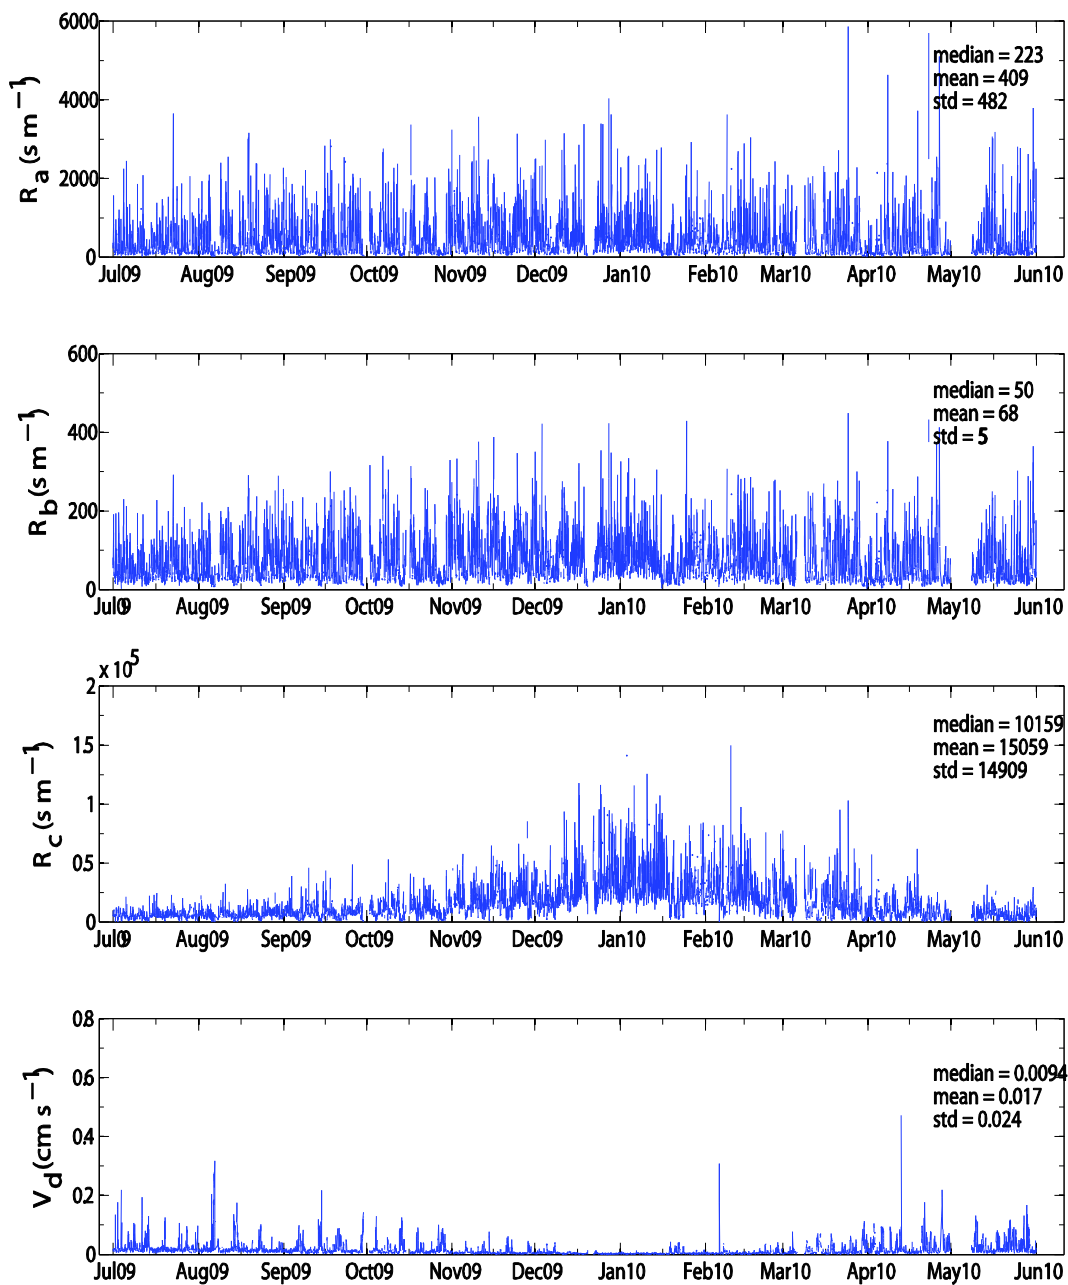 6000
4000
2000
0
R a (s m −1)
median = 223
mean = 409
std = 482
Jul09 Aug09 Sep09 Oct09 Nov09 Dec09 Jan10 Feb10 Mar10 Apr10 May10 Jun10
600
400
200
0
R b (s m −1)
median = 50
mean = 68
std = 5
Jul09 Aug09 Sep09 Oct09 Nov09 Dec09 Jan10 Feb10 Mar10 Apr10 May10 Jun10
x 10 5
2
15
1
05
0
R c (s m −1)
median = 10159
mean = 15059
std = 14909
Jul09 Aug09 Sep09 Oct09 Nov09 Dec09 Jan10 Feb10 Mar10 Apr10 May10 Jun10
08
06
04
02
0
V d (cm s −1)
median = 0.0094
mean = 0.017
std = 0.024
Jul09 Aug09 Sep09 Oct09 Nov09 Dec09 Jan10 Feb10 Mar10 Apr10 May10 Jun10